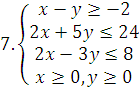 7.
x − y ≥ −2
2x + 5y ≤ 24
2x − 3y ≤ 8
x ≥ 0, y ≥ 0